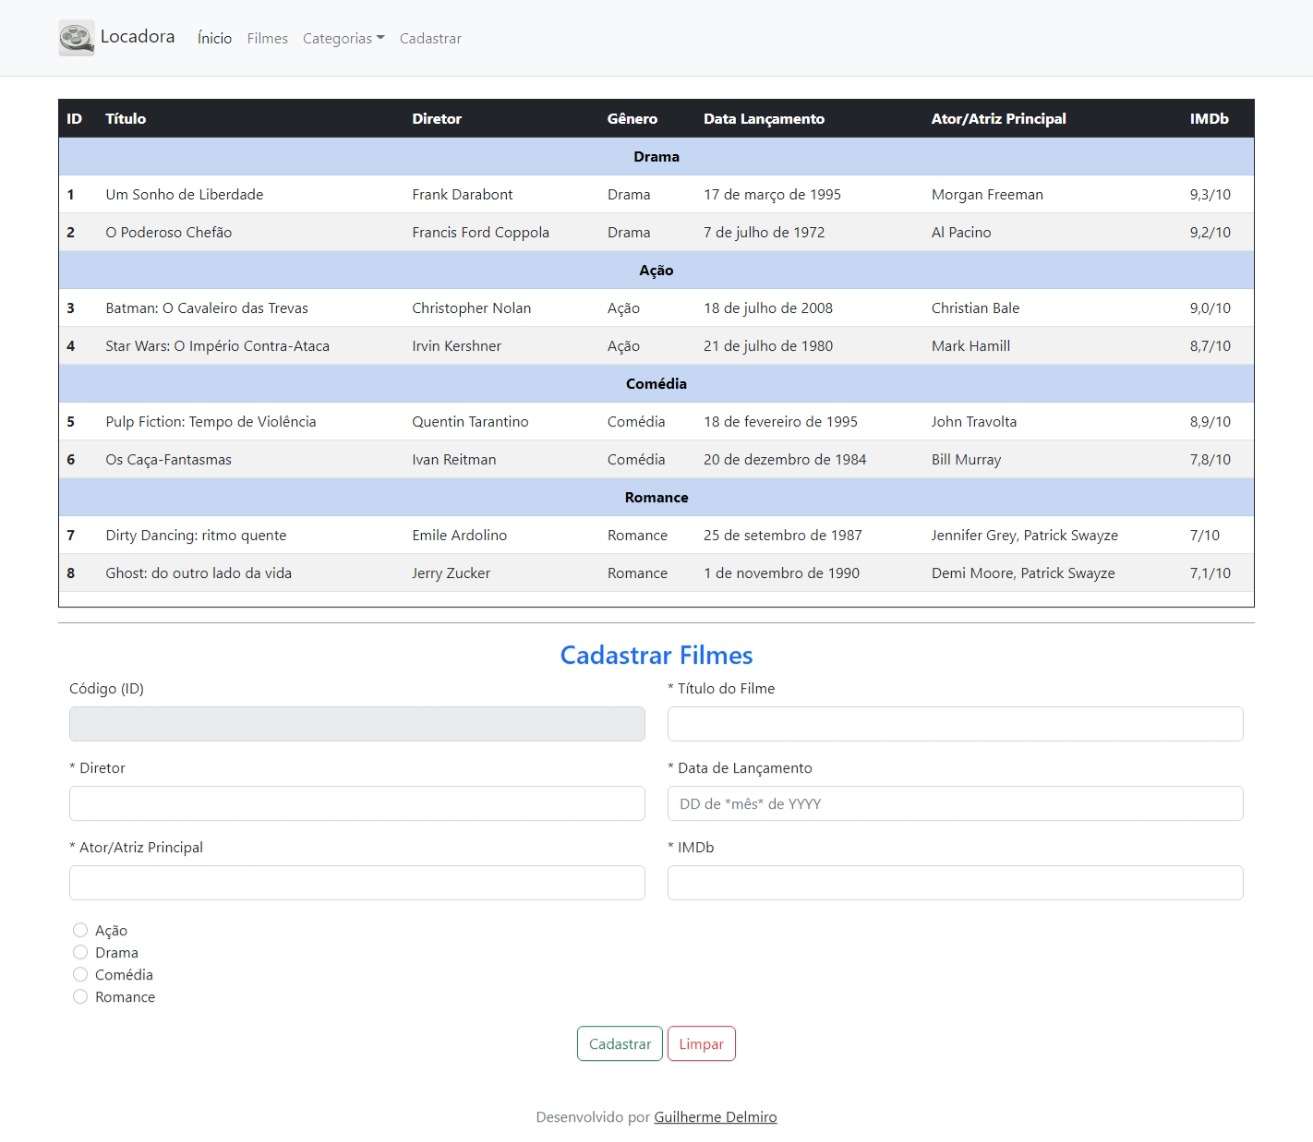 Locadora Ínicio Filmes Categorias Cadastrar
ID Título Diretor Gênero Data Lançamento Ator/Atriz Principal IMDb
Drama
1 Um Sonho de Liberdade Frank Darabont Drama 17 de março de 1995 Morgan Freeman 9,3/10
2 O Poderoso Chefão Francis Ford Coppola Drama 7 de julho de 1972 Al Pacino 9,2/10
Ação
3 Batman: O Cavaleiro das Trevas Christopher Nolan Ação 18 de julho de 2008 Christian Bale 9,0/10
4 Star Wars: O Império Contra-Ataca Irvin Kershner Ação 21 de julho de 1980 Mark Hamill 8,7/10
Comédia
5 Pulp Fiction: Tempo de Violência Quentin Tarantino Comédia 18 de fevereiro de 1995 John Travolta 8,9/10
6 Os Caça-Fantasmas Ivan Reitman Comédia 20 de dezembro de 1984 Bill Murray 7,8/10
Romance
7 Dirty Dancing: ritmo quente Emile Ardolino Romance 25 de setembro de 1987 Jennifer Grey, Patrick Swayze 7/10
8 Ghost: do outro lado da vida Jerry Zucker Romance 1 de novembro de 1990 Demi Moore, Patrick Swayze 7,1/10
Cadastrar Filmes
Código (ID) * Título do Filme
* Diretor * Data de Lançamento
DD de *mês* de YYYY
* Ator/Atriz Principal * IMDb
Ação
Drama
Comédia
Romance
Cadastrar Limpar
Desenvolvido por Guilherme Delmiro